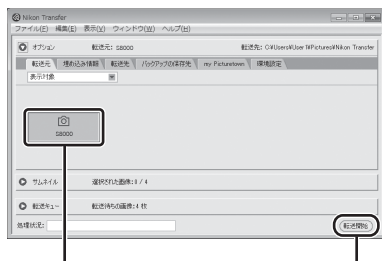 Nikon Transfer
ファイル(F) 編集(E) 表示(V) ウィンドウ(W) ヘルプ(H)
オプション 転送元: S8000 転送先: C:¥Users¥User 1¥Pictures¥Nikon Transfer
転送元 埋め込み情報 転送先 バックアップの保存先 my Picturetown 環境設定
表示対象
S8000
サムネイル 選択された画像: 0 / 4
転送キュー 転送待ちの画像: 4 枚
処理状況: 転送開始